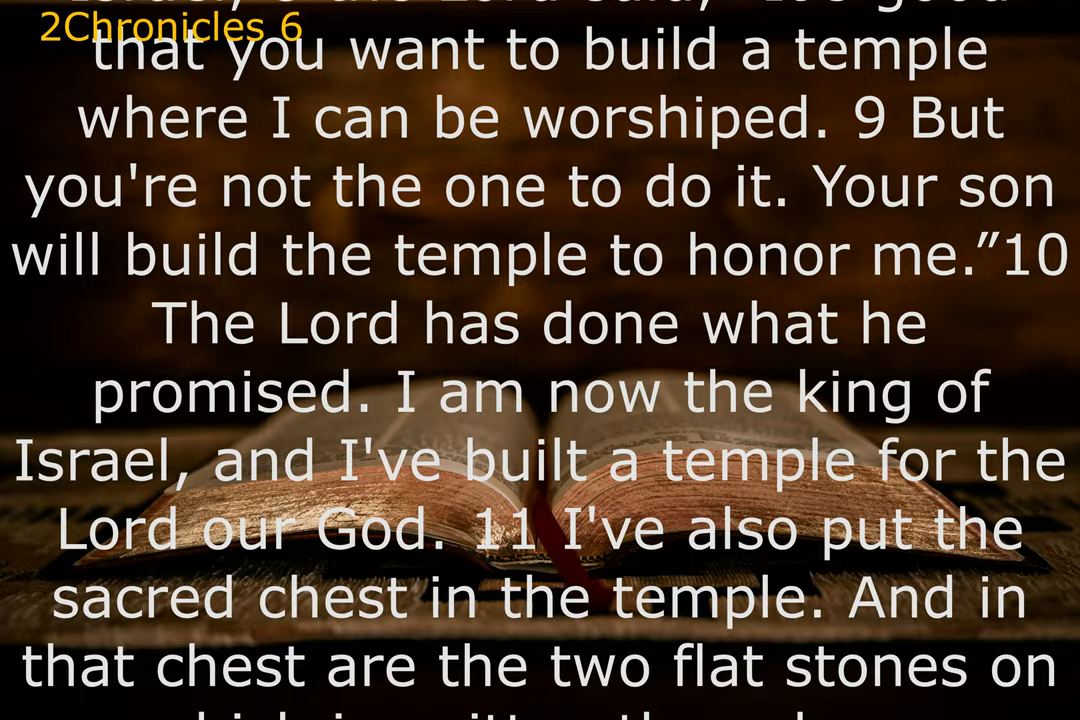 2Chronicles 6
that you want to build a temple
where I can be worshiped. 9 But
you're not the one to do it. Your son
will build the temple to honor me.”10
The Lord has done what he
promised. I am now the king of
Israel, and I've built a temple for the
Lord our God. 11 I've also put the
sacred chest in the temple. And in
that chest are the two flat stones on